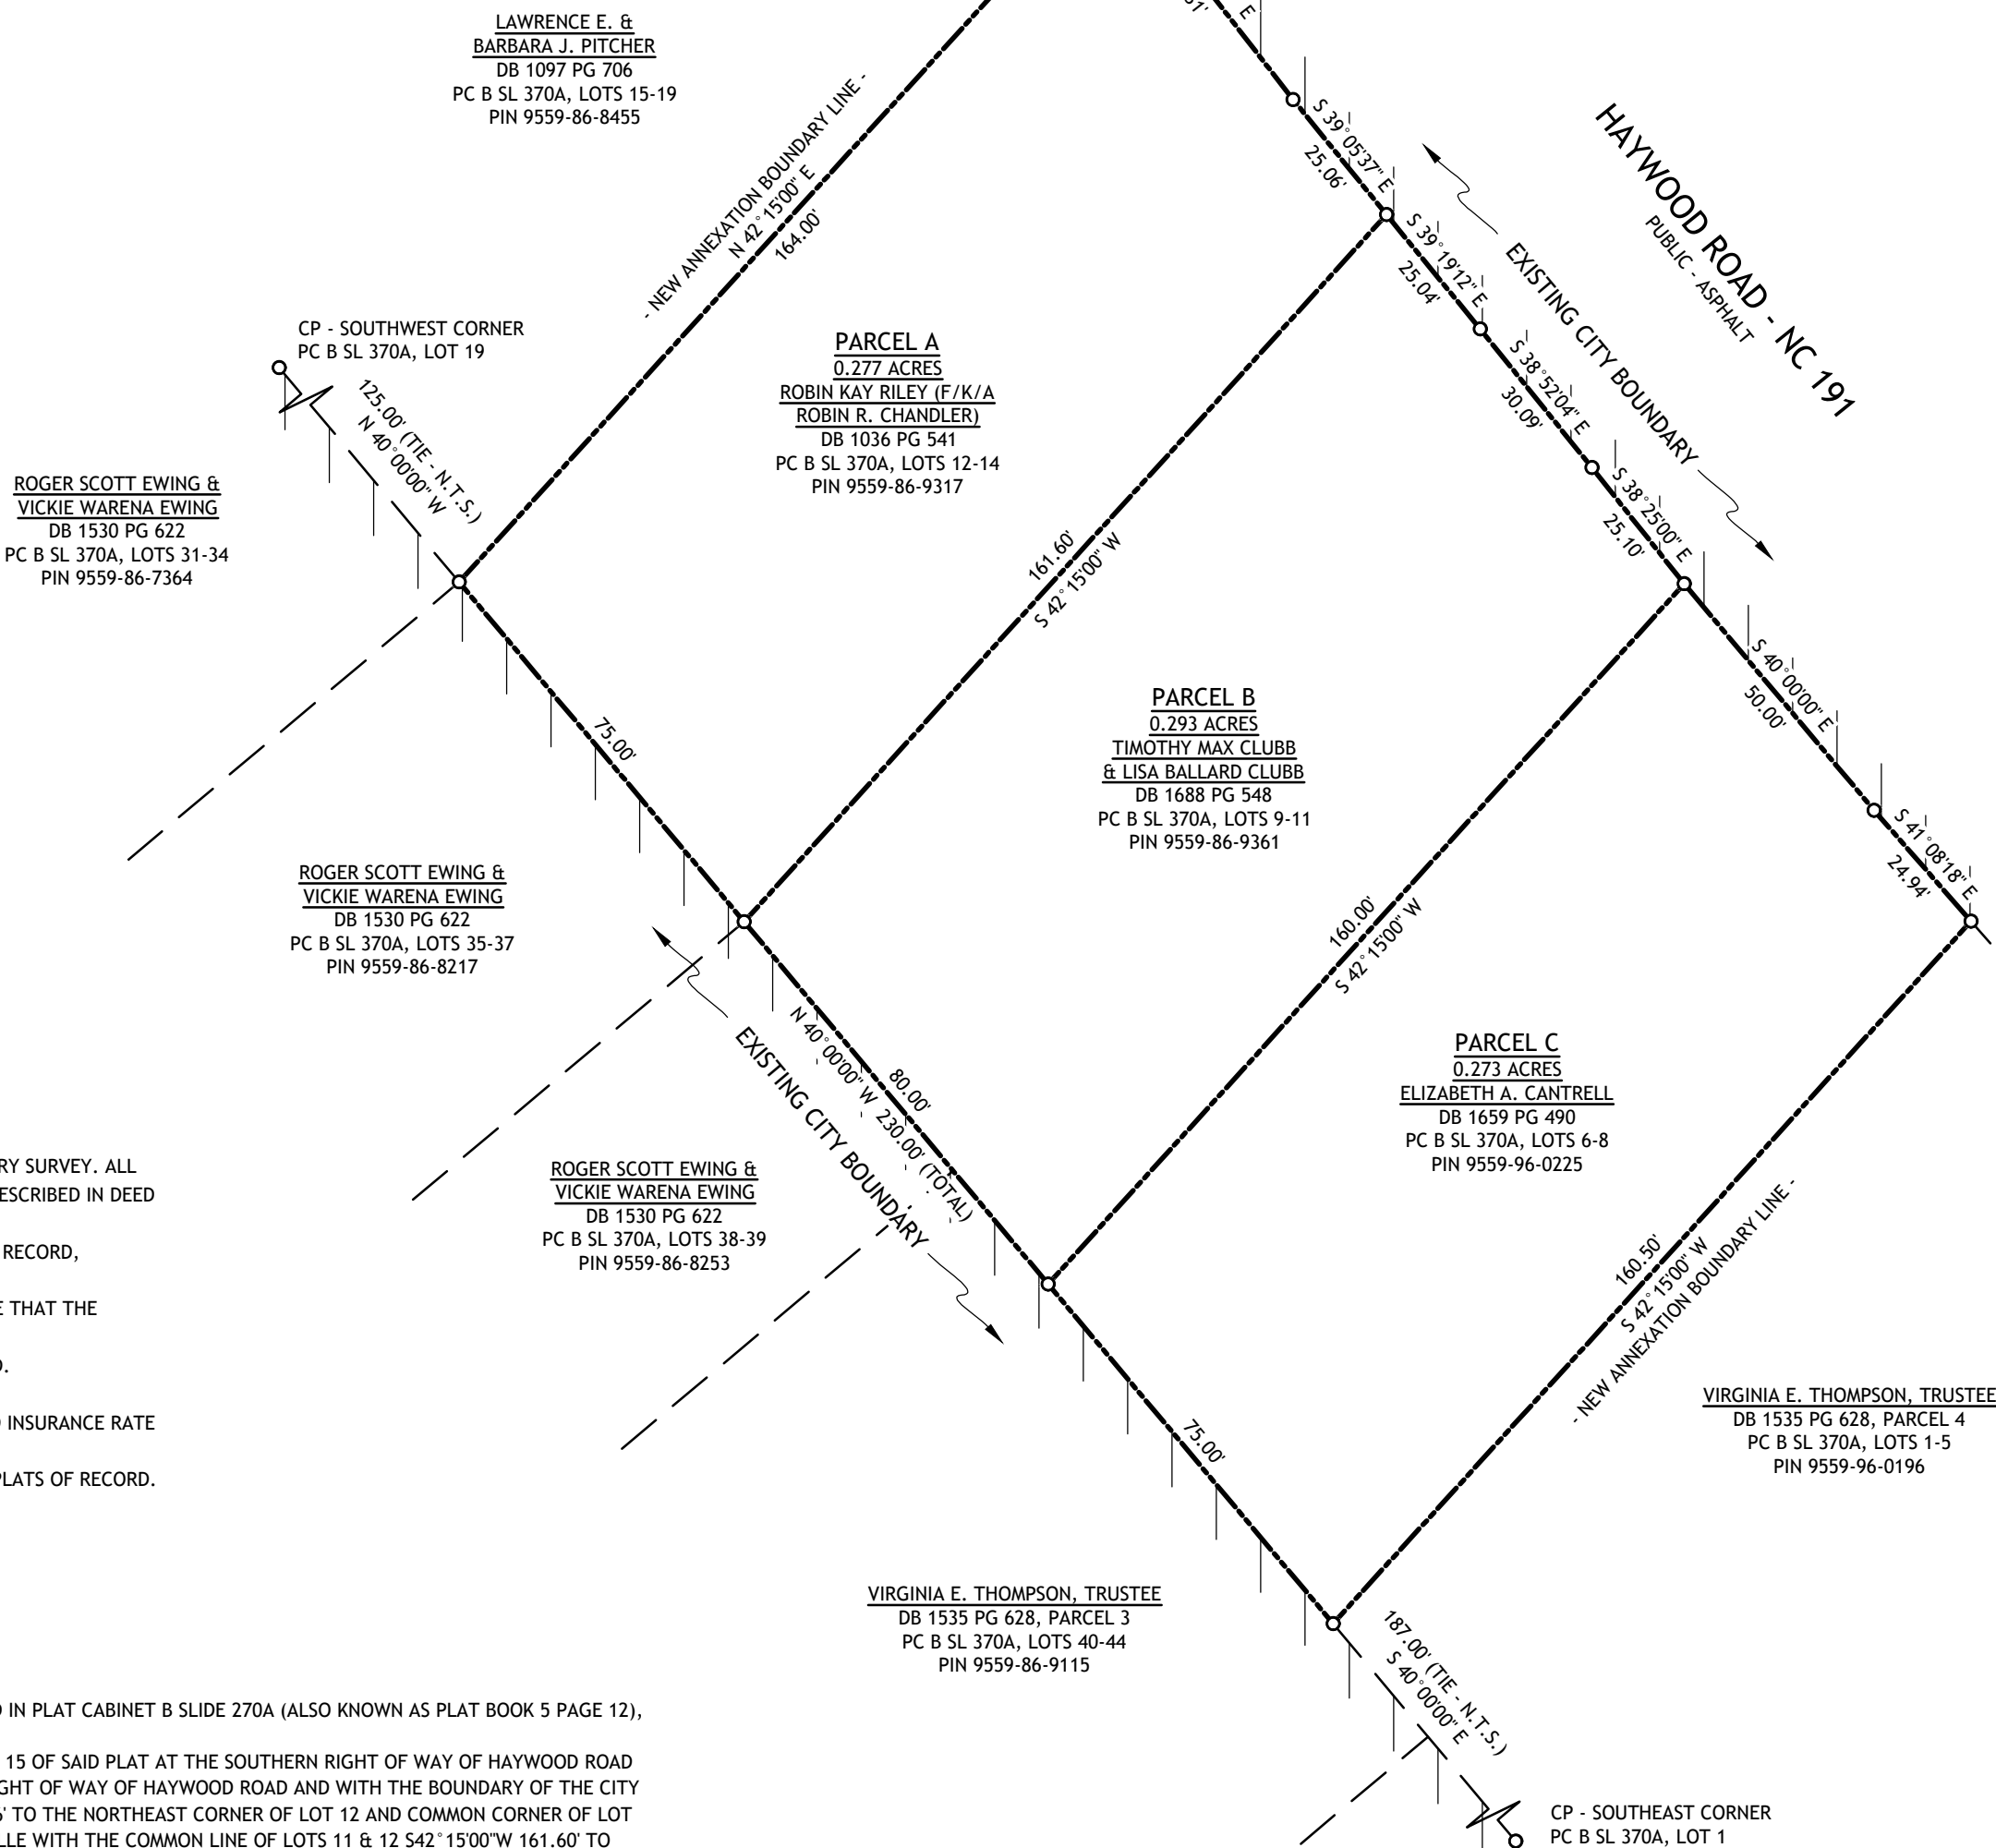 LAWRENCE E. &
BARBARA J. PITCHER
DB 1097 PG 706
PC B SL 370A, LOTS 15-19
PIN 9559-86-8455
- NEW ANNEXATION BOUNDARY LINE -
N 42°15'00" E
164.00'
E
S 39°05'37" E
25.06'
S 39°19'12" E
25.04'
S 38°52'04" E
30.09'
S 38°25'00" E
25.10'
S 40°00'00" E
50.00'
S 41°08'18" E
24.94'
EXISTING CITY BOUNDARY
HAYWOOD ROAD - NC 191
PUBLIC - ASPHALT
CP - SOUTHWEST CORNER
PC B SL 370A, LOT 19
125.00' (TIE - N.T.S.)
N 40°00'00" W
ROGER SCOTT EWING &
VICKIE WARENA EWING
DB 1530 PG 622
PC B SL 370A, LOTS 31-34
PIN 9559-86-7364
PARCEL A
0.277 ACRES
ROBIN KAY RILEY (F/K/A
ROBIN R. CHANDLER)
DB 1036 PG 541
PC B SL 370A, LOTS 12-14
PIN 9559-86-9317
161.60'
S 42°15'00" W
75.00'
PARCEL B
0.293 ACRES
TIMOTHY MAX CLUBB
& LISA BALLARD CLUBB
DB 1688 PG 548
PC B SL 370A, LOTS 9-11
PIN 9559-86-9361
160.00'
S 42°15'00" W
ROGER SCOTT EWING &
VICKIE WARENA EWING
DB 1530 PG 622
PC B SL 370A, LOTS 35-37
PIN 9559-86-8217
80.00'
N 40°00'00" W 230.00' (TOTAL)
EXISTING CITY BOUNDARY
PARCEL C
0.273 ACRES
ELIZABETH A. CANTRELL
DB 1659 PG 490
PC B SL 370A, LOTS 6-8
PIN 9559-96-0225
160.50'
S 42°15'00" W
- NEW ANNEXATION BOUNDARY LINE -
ROGER SCOTT EWING &
VICKIE WARENA EWING
DB 1530 PG 622
PC B SL 370A, LOTS 38-39
PIN 9559-86-8253
75.00'
VIRGINIA E. THOMPSON, TRUSTEE
DB 1535 PG 628, PARCEL 4
PC B SL 370A, LOTS 1-5
PIN 9559-96-0196
VIRGINIA E. THOMPSON, TRUSTEE
DB 1535 PG 628, PARCEL 3
PC B SL 370A, LOTS 40-44
PIN 9559-86-9115
187.00' (TIE - N.T.S.)
S 40°00'00" E
CP - SOUTHEAST CORNER
PC B SL 370A, LOT 1
RY SURVEY. ALL
ESCRIBED IN DEED
RECORD,
E THAT THE
D.
INSURANCE RATE
PLATS OF RECORD.
IN PLAT CABINET B SLIDE 270A (ALSO KNOWN AS PLAT BOOK 5 PAGE 12),
15 OF SAID PLAT AT THE SOUTHERN RIGHT OF WAY OF HAYWOOD ROAD
GHT OF WAY OF HAYWOOD ROAD AND WITH THE BOUNDARY OF THE CITY
' TO THE NORTHEAST CORNER OF LOT 12 AND COMMON CORNER OF LOT
LLE WITH THE COMMON LINE OF LOTS 11 & 12 S42°15'00"W 161.60' TO